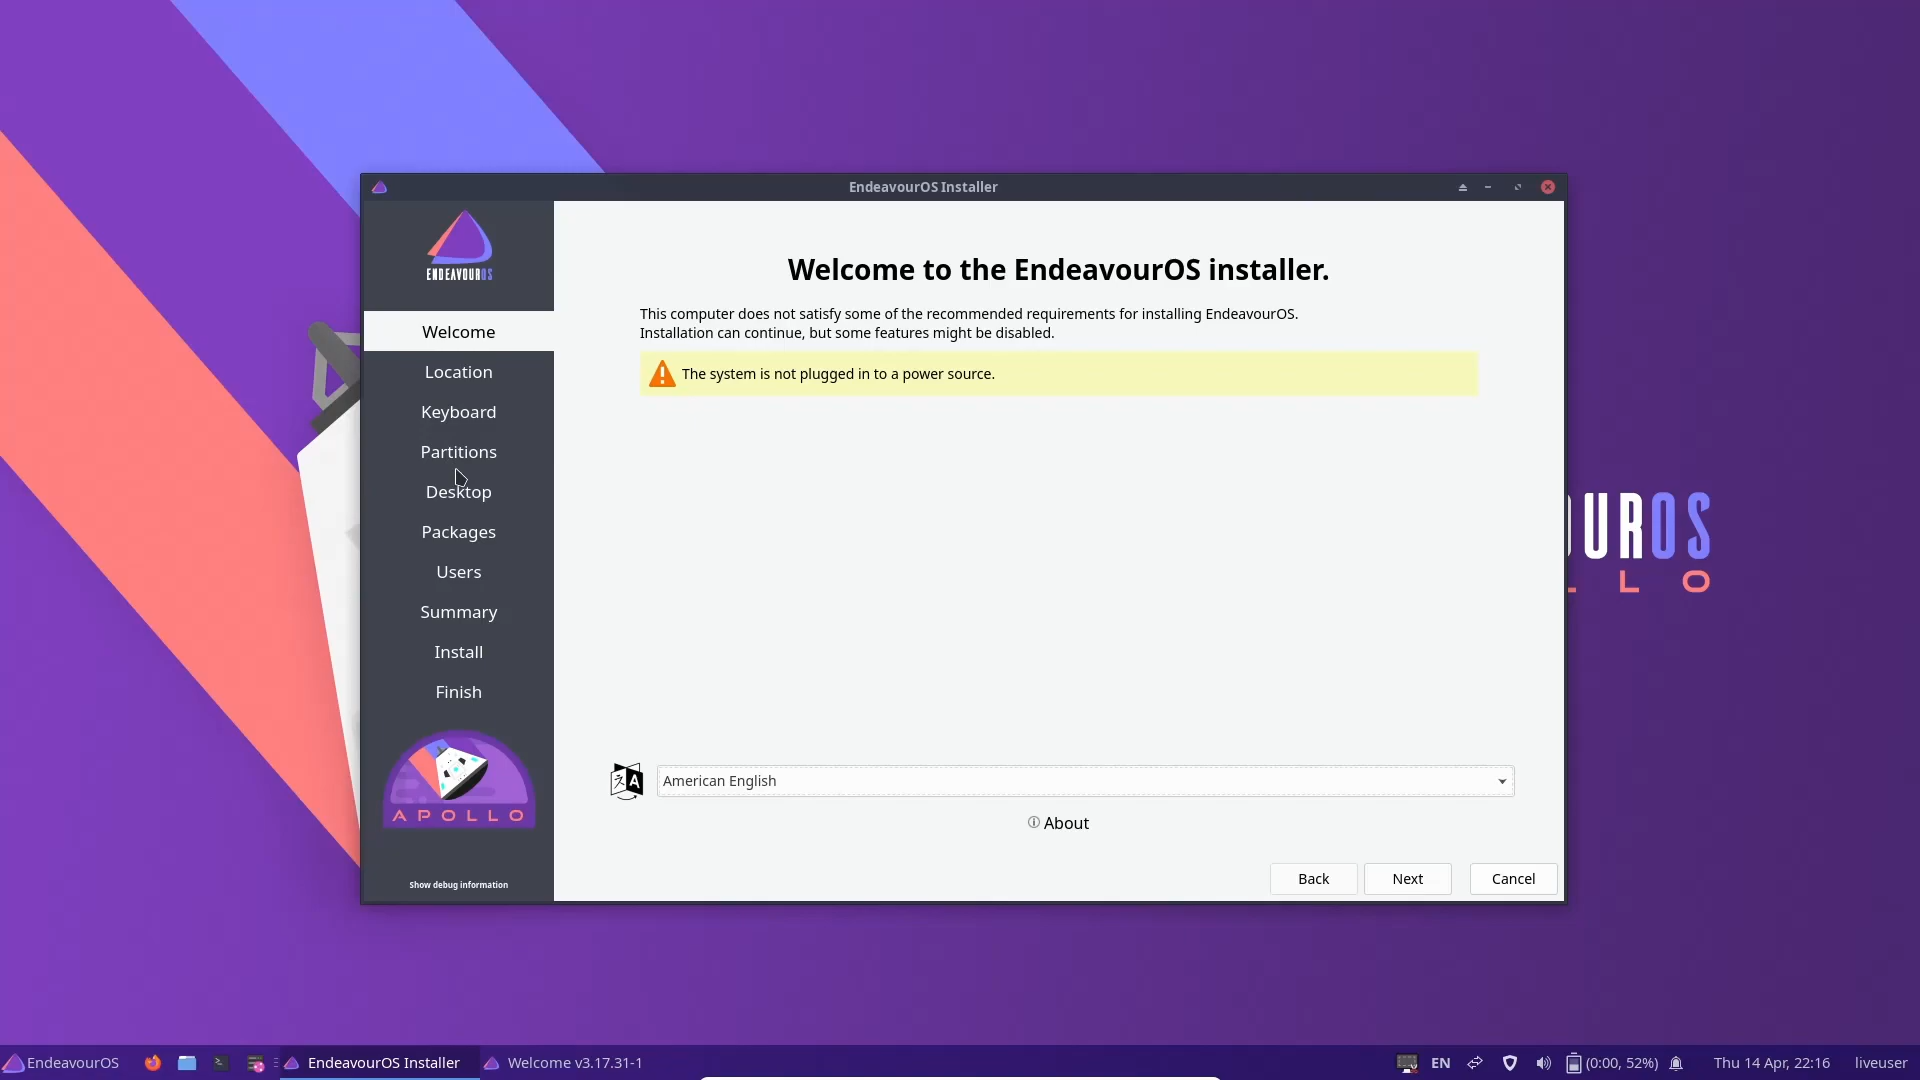 EndeavourOS Installer
ENDEAVOUROS
Welcome
Location
Keyboard
Partitions
Desktop
Packages
Users
Summary
Install
Finish
APOLLO
Show debug information
Welcome to the EndeavourOS installer.
This computer does not satisfy some of the recommended requirements for installing EndeavourOS.
Installation can continue, but some features might be disabled.
The system is not plugged in to a power source.
American English
About
Back Next Cancel
UROS
LLO
EndeavourOS EndeavourOS Installer Welcome v3.17.31-1 EN (0:00, 52%) Thu 14 Apr, 22:16 liveuser